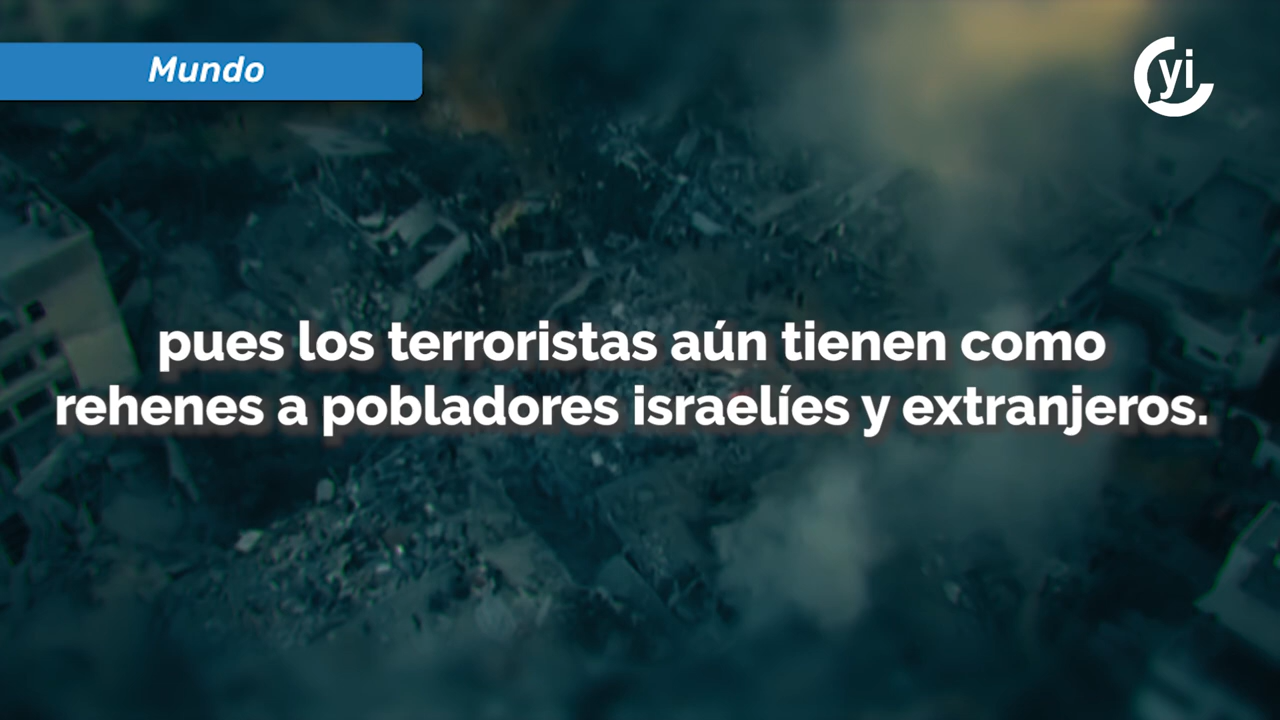 Mundo
yi
pues los terroristas aún tienen como
rehenes a pobladores israelíes y extranjeros.